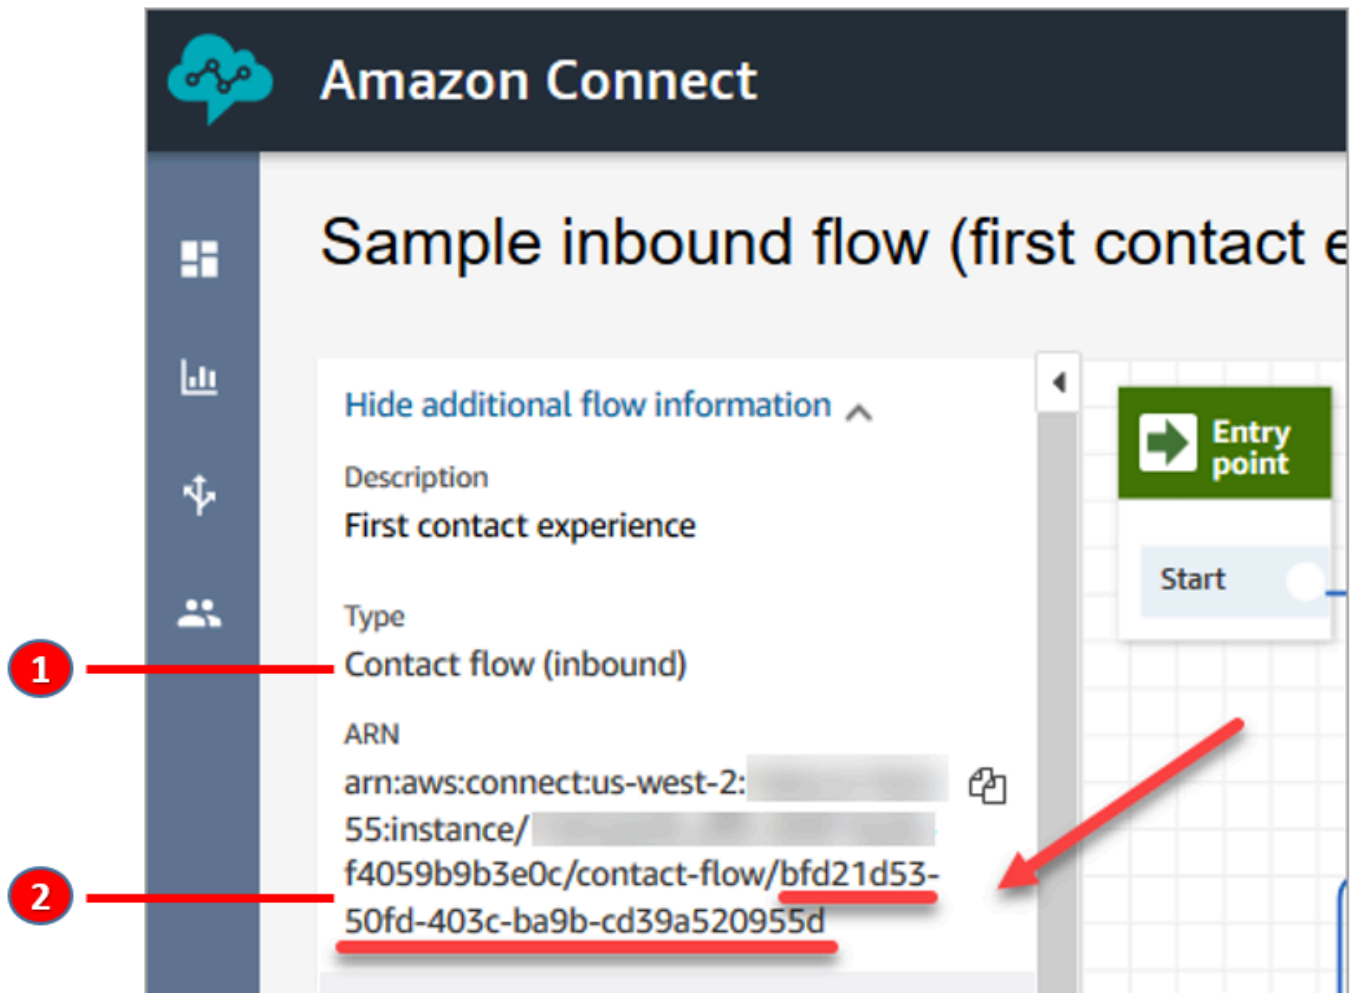 Amazon Connect
Sample inbound flow (first contact e
Hide additional flow information
Description
First contact experience
Type
1
Contact flow (inbound)
ARN
arn:aws:connect:us-west-2:
55:instance/
f4059b9b3e0c/contact-flow/bfd21d53-
2
50fd-403c-ba9b-cd39a520955d
Entry
point
Start